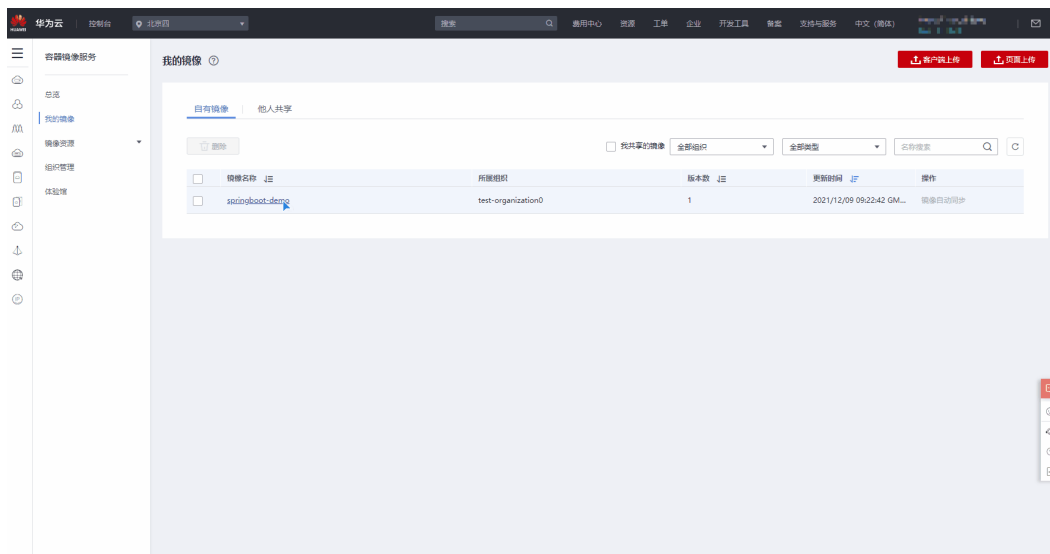 HUAWEI 华为云 控制台 北京四 搜索 费用中心 资源 工单 企业 开发工具 备案 支持与服务 中文 (简体)
容器镜像服务
我的镜像
客户端上传 页面上传
总览
我的镜像
镜像资源
组织管理
体验馆
自有镜像 他人共享
删除 我共享的镜像 全部组织 全部类型 名称搜索
镜像名称 所属组织 版本数 更新时间 操作
springboot-demo test-organization0 1 2021/12/09 09:22:42 GM... 镜像自动同步